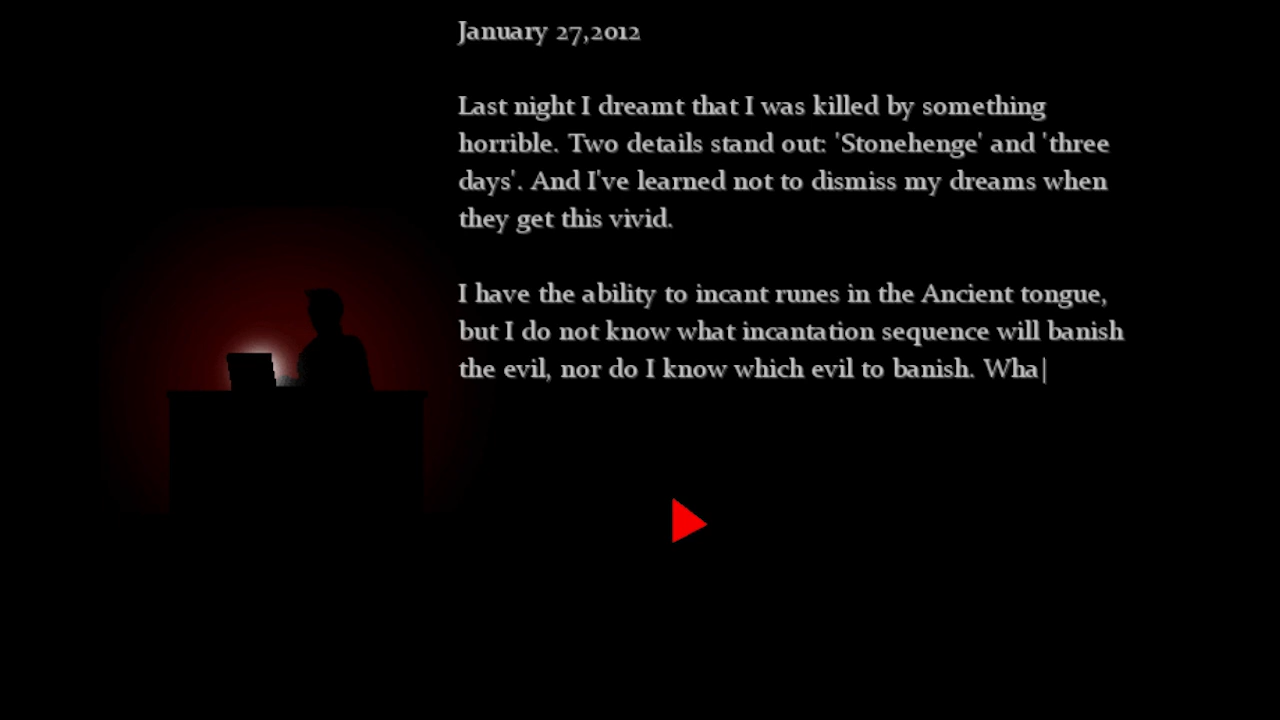 January 27,2012
Last night I dreamt that I was killed by something
horrible. Two details stand out: 'Stonehenge' and 'three
days'. And I've learned not to dismiss my dreams when
they get this vivid.
I have the ability to incant runes in the Ancient tongue,
but I do not know what incantation sequence will banish
the evil, nor do I know which evil to banish. Wha|